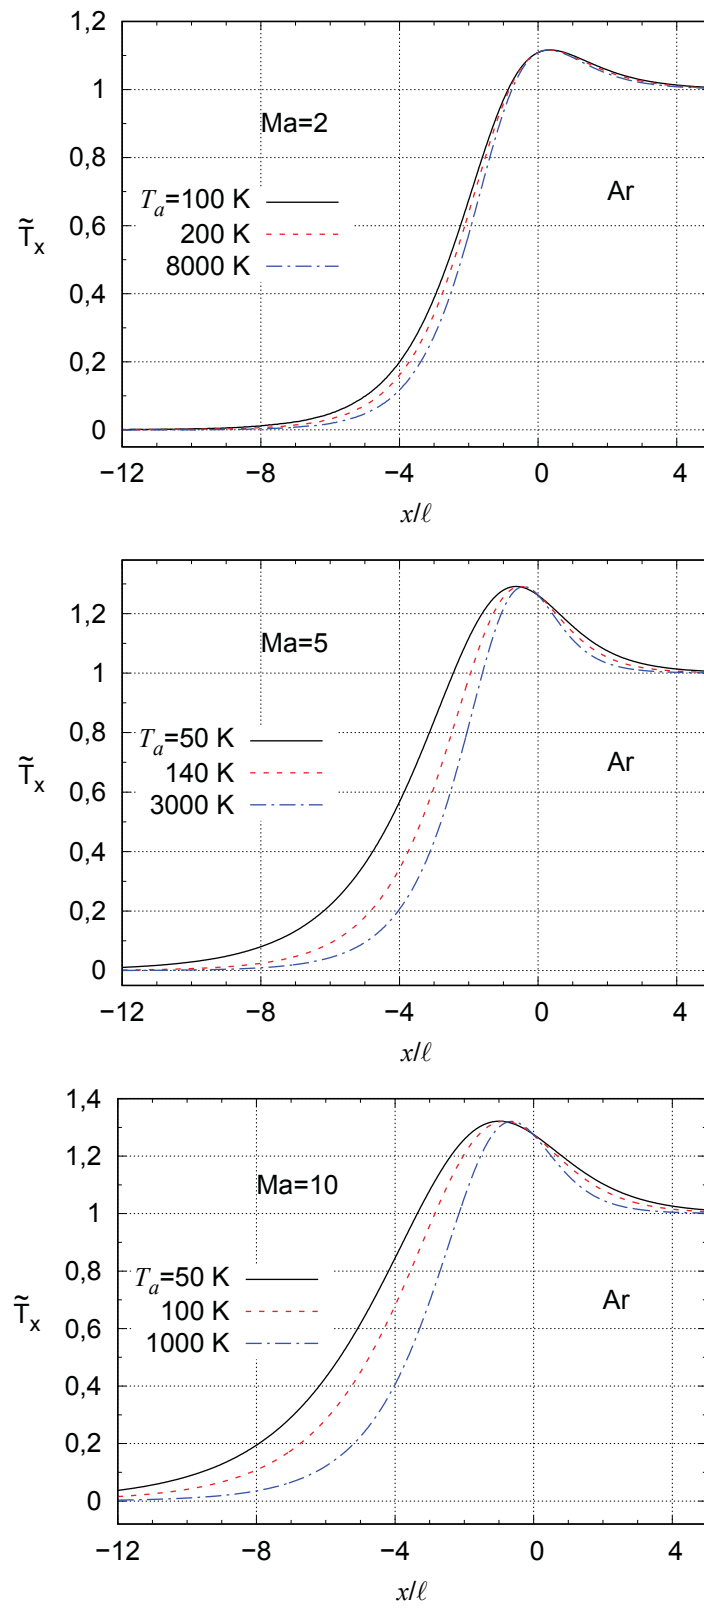 1,2
1
0,8
0,6
0,4
0,2
0
T̃x
Ma=2
Ta=100 K
200 K
8000 K
Ar
−12 −8 −4 0 4
x/ℓ
1,2
1
0,8
0,6
0,4
0,2
0
T̃x
Ma=5
Ta=50 K
140 K
3000 K
Ar
−12 −8 −4 0 4
x/ℓ
1,4
1,2
1
0,8
0,6
0,4
0,2
0
T̃x
Ma=10
Ta=50 K
100 K
1000 K
Ar
−12 −8 −4 0 4
x/ℓ